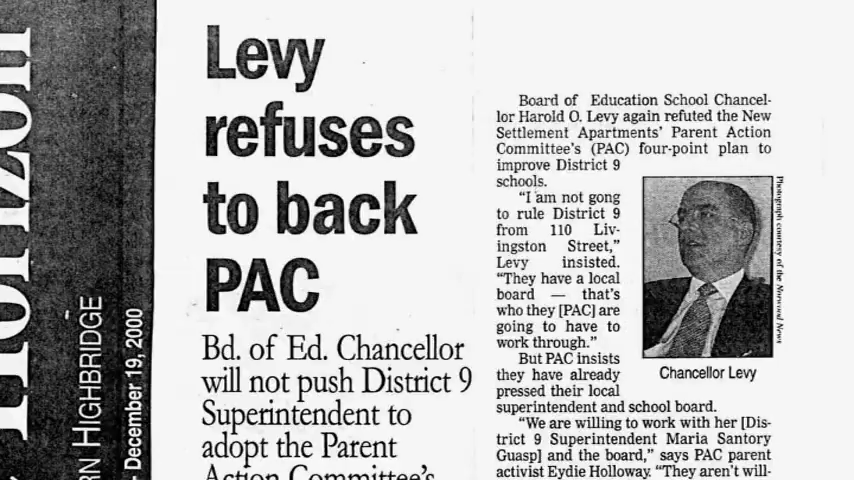 Horizon
RN HIGHBRIDGE
- December 19, 2000
Levy
refuses
to back
PAC
Bd. of Ed. Chancellor
will not push District 9
Superintendent to
adopt the Parent
Action Committee's
Board of Education School Chancel-
lor Harold O. Levy again refuted the New
Settlement Apartments' Parent Action
Committee's (PAC) four-point plan to
improve District 9
schools.
"I am not gong
to rule District 9
from 110 Liv-
ingston Street,"
Levy insisted.
"They have a local
board — that's
who they [PAC] are
going to have to
work through."
But PAC insists
they have already
pressed their local
superintendent and school board.
"We are willing to work with her [Dis-
trict 9 Superintendent Maria Santory
Guasp] and the board," says PAC parent
activist Eydie Holloway. "They aren't will-
Photograph courtesy of the Norwood News
Chancellor Levy